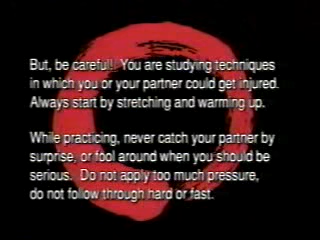 But, be careful! You are studying techniques
in which you or your partner could get injured.
Always start by stretching and warming up.
While practicing, never catch your partner by
surprise, or fool around when you should be
serious. Do not apply too much pressure,
do not follow through hard or fast.